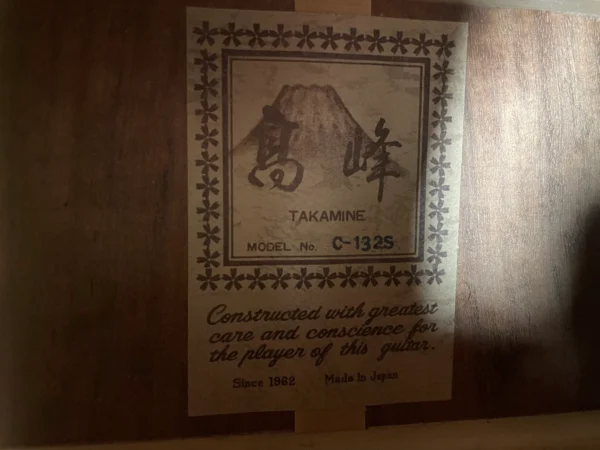 高峰
TAKAMINE
MODEL No. C-132S
Constructed with greatest
care and conscience for
the player of this guitar.
Since 1962 Made in Japan